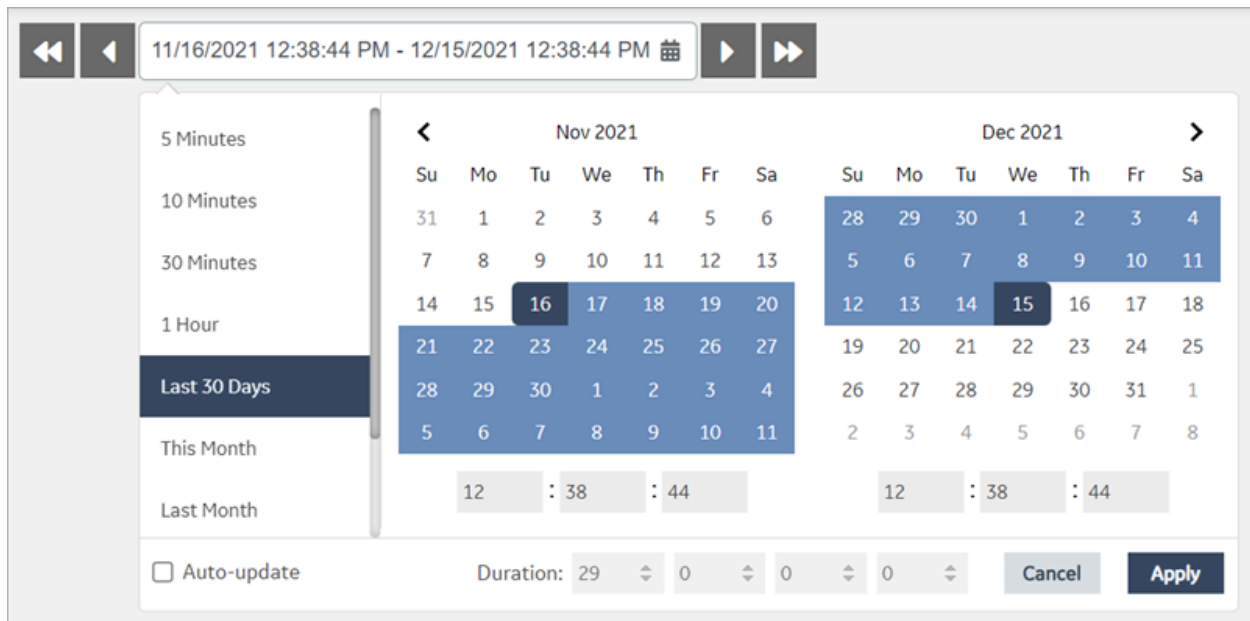 11/16/2021 12:38:44 PM - 12/15/2021 12:38:44 PM
5 Minutes
10 Minutes
30 Minutes
1 Hour
Last 30 Days
This Month
Last Month
Nov 2021
Su Mo Tu We Th Fr Sa
31 1 2 3 4 5 6
7 8 9 10 11 12 13
14 15 16 17 18 19 20
21 22 23 24 25 26 27
28 29 30 1 2 3 4
5 6 7 8 9 10 11
12 : 38 : 44
Dec 2021
Su Mo Tu We Th Fr Sa
28 29 30 1 2 3 4
5 6 7 8 9 10 11
12 13 14 15 16 17 18
19 20 21 22 23 24 25
26 27 28 29 30 31 1
2 3 4 5 6 7 8
12 : 38 : 44
Auto-update
Duration: 29 0 0 0
Cancel
Apply